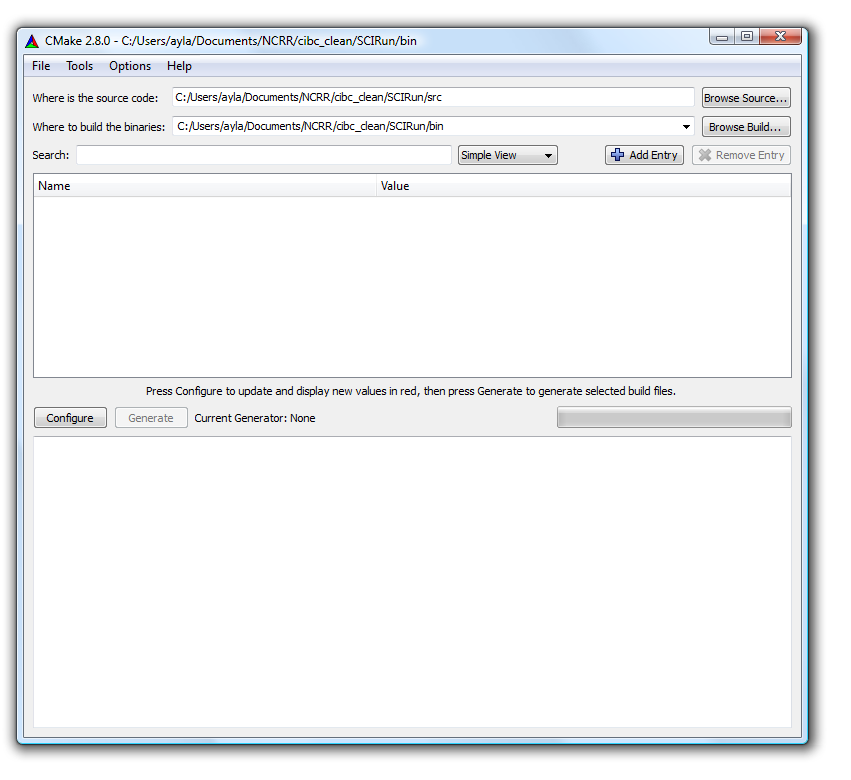 CMake 2.8.0 - C:/Users/ayla/Documents/NCRR/cibc_clean/SCIRun/bin
File Tools Options Help
Where is the source code: C:/Users/ayla/Documents/NCRR/cibc_clean/SCIRun/src Browse Source...
Where to build the binaries: C:/Users/ayla/Documents/NCRR/cibc_clean/SCIRun/bin Browse Build...
Search: Simple View Add Entry Remove Entry
Name Value
Press Configure to update and display new values in red, then press Generate to generate selected build files.
Configure Generate Current Generator: None